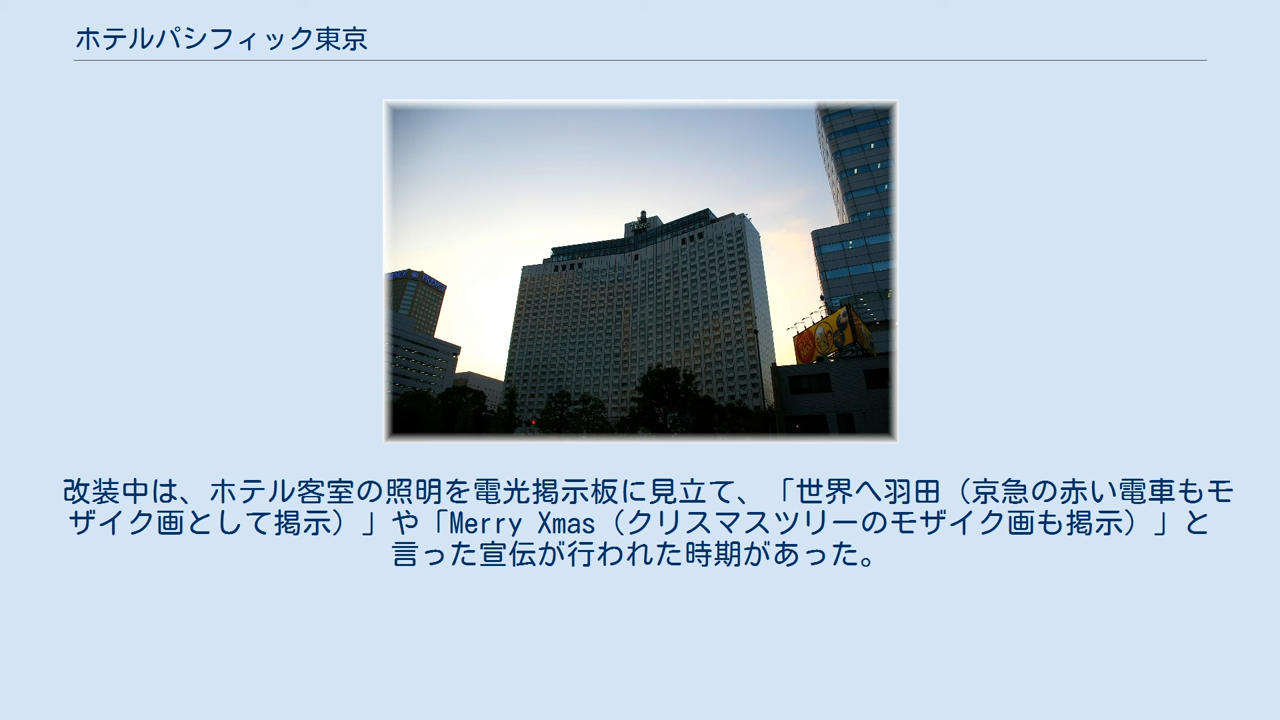 ホテルパシフィック東京
改装中は、ホテル客室の照明を電光掲示板に見立て、「世界へ羽田（京急の赤い電車もモ
ザイク画として掲示）」や「Merry Xmas（クリスマスツリーのモザイク画も掲示）」と
言った宣伝が行われた時期があった。